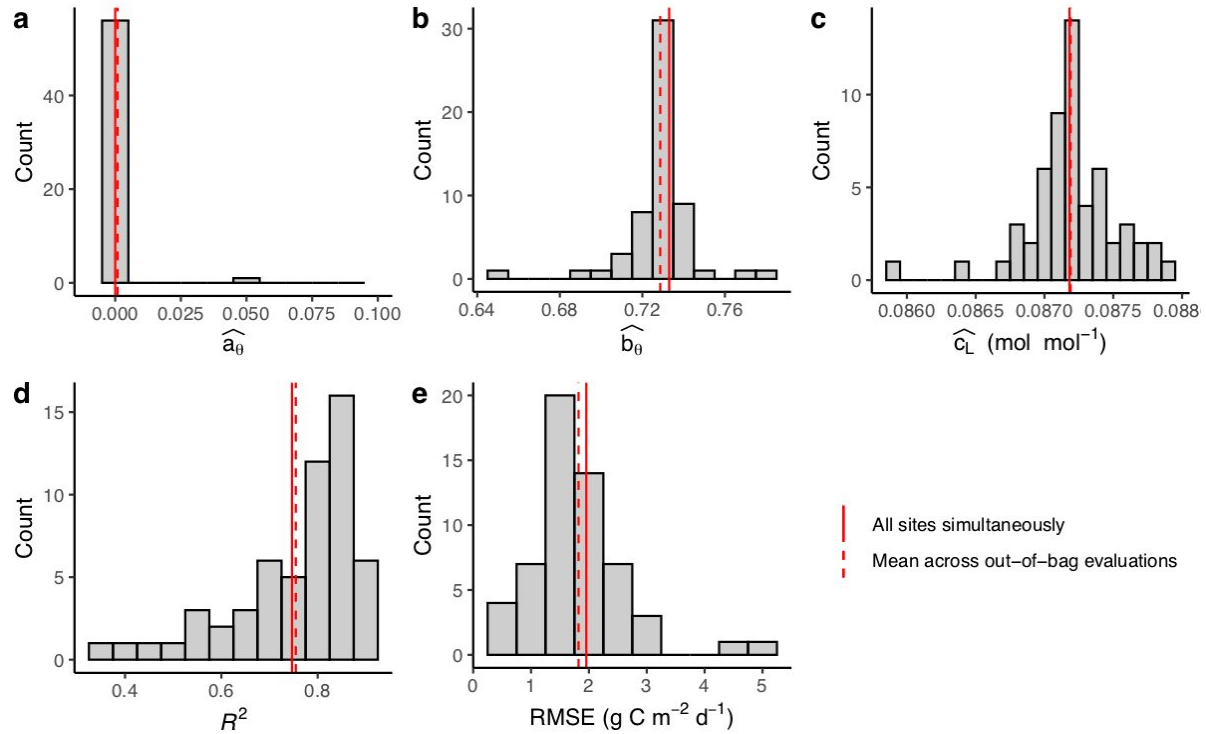 a
Count
40
20
0
0.000 0.025 0.050 0.075 0.100
âθ
b
Count
30
20
10
0
0.64 0.68 0.72 0.76
b̂θ
c
Count
10
5
0
0.0860 0.0865 0.0870 0.0875 0.088
ĉL (mol mol⁻¹)
d
Count
15
10
5
0
0.4 0.6 0.8
R²
e
Count
20
15
10
5
0
0 1 2 3 4 5
RMSE (g C m⁻² d⁻¹)
All sites simultaneously
Mean across out−of−bag evaluations